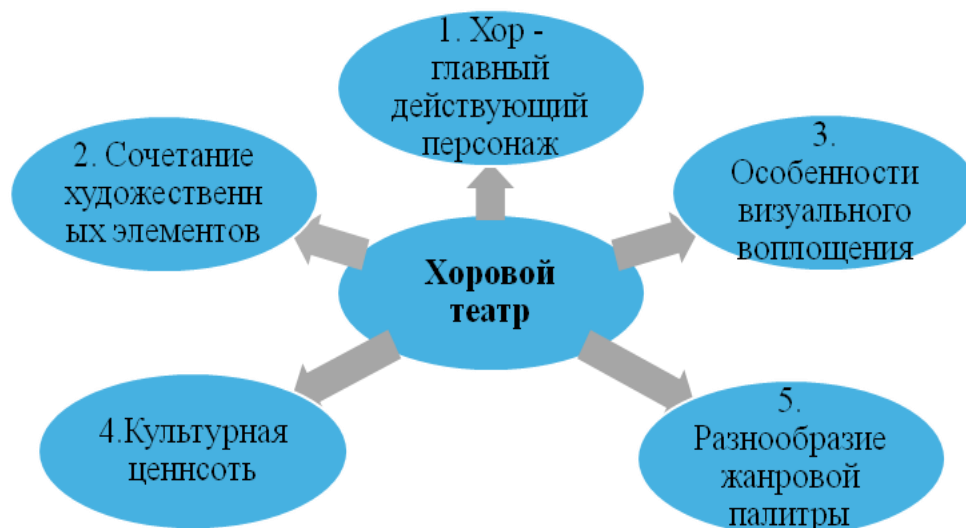 1. Хор -
главный
действующий
персонаж
2. Сочетание
художественн
ых элементов
3.
Особенности
визуального
воплощения
Хоровой
театр
4.Культурная
ценнсоть
5.
Разнообразие
жанровой
палитры